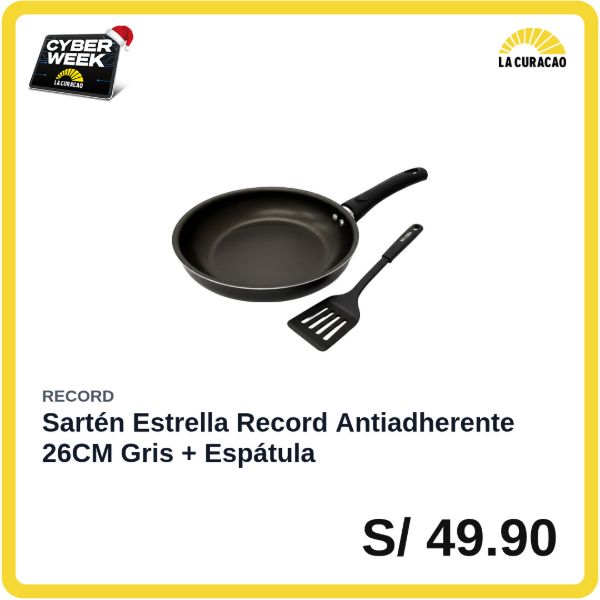 CYBER
WEEK
LA CURACAO
LA CURACAO
RECORD
Sartén Estrella Record Antiadherente
26CM Gris + Espátula
S/ 49.90